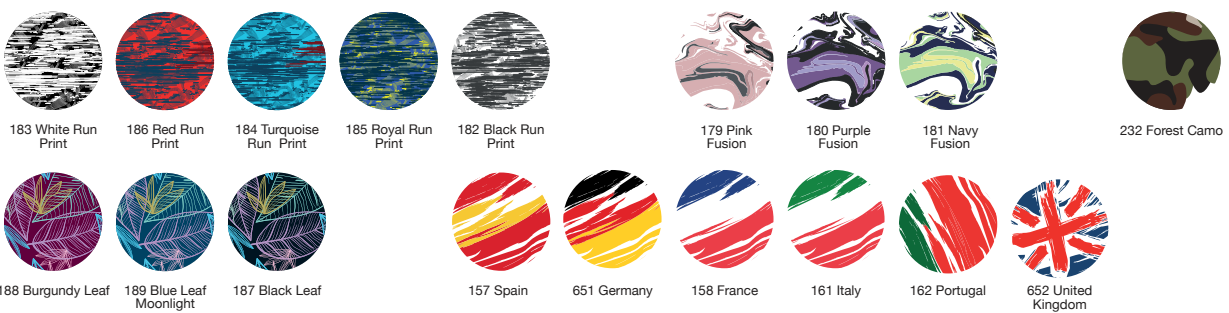 183 White Run
Print
186 Red Run
Print
184 Turquoise
Run Print
185 Royal Run
Print
182 Black Run
Print
179 Pink
Fusion
180 Purple
Fusion
181 Navy
Fusion
232 Forest Camo
188 Burgundy Leaf
189 Blue Leaf
Moonlight
187 Black Leaf
157 Spain
651 Germany
158 France
161 Italy
162 Portugal
652 United
Kingdom